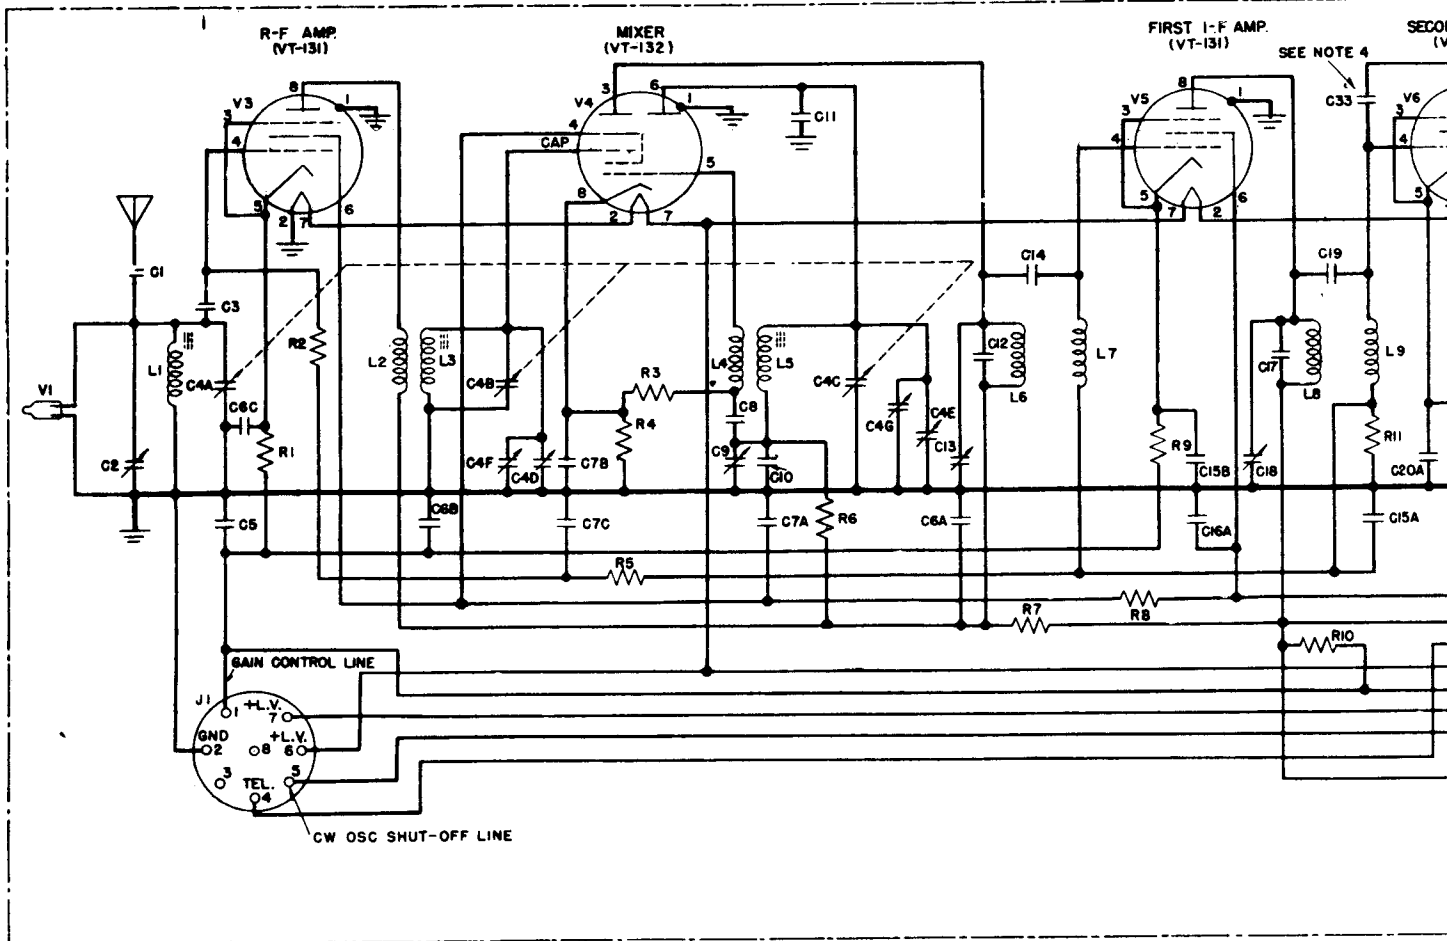 R-F AMP.
(VT-131)
MIXER
(VT-132)
FIRST I-F AMP.
(VT-131)
SEE NOTE 4
V3
8
1
3
4
5
2
7
6
V4
3
6
1
4
CAP
5
8
2
7
C11
V5
8
1
3
4
5
7
2
6
C33
V6
3
4
5
C1
C3
R2
L1
C4A
C6C
R1
V1
C2
C5
L2
L3
C4B
C4F
C4D
C6B
C7B
C7C
R3
R4
L4
L5
C8
C9
C10
C7A
R6
C4C
C4G
C4E
C13
C6A
C14
C12
L6
L7
R5
R7
R8
R9
C15B
C16A
C18
C17
L8
C19
L9
R11
C20A
C15A
R10
GAIN CONTROL LINE
J1
1
+L.V.
7
GND
2
8
+L.V.
6
3
TEL.
5
4
CW OSC SHUT-OFF LINE